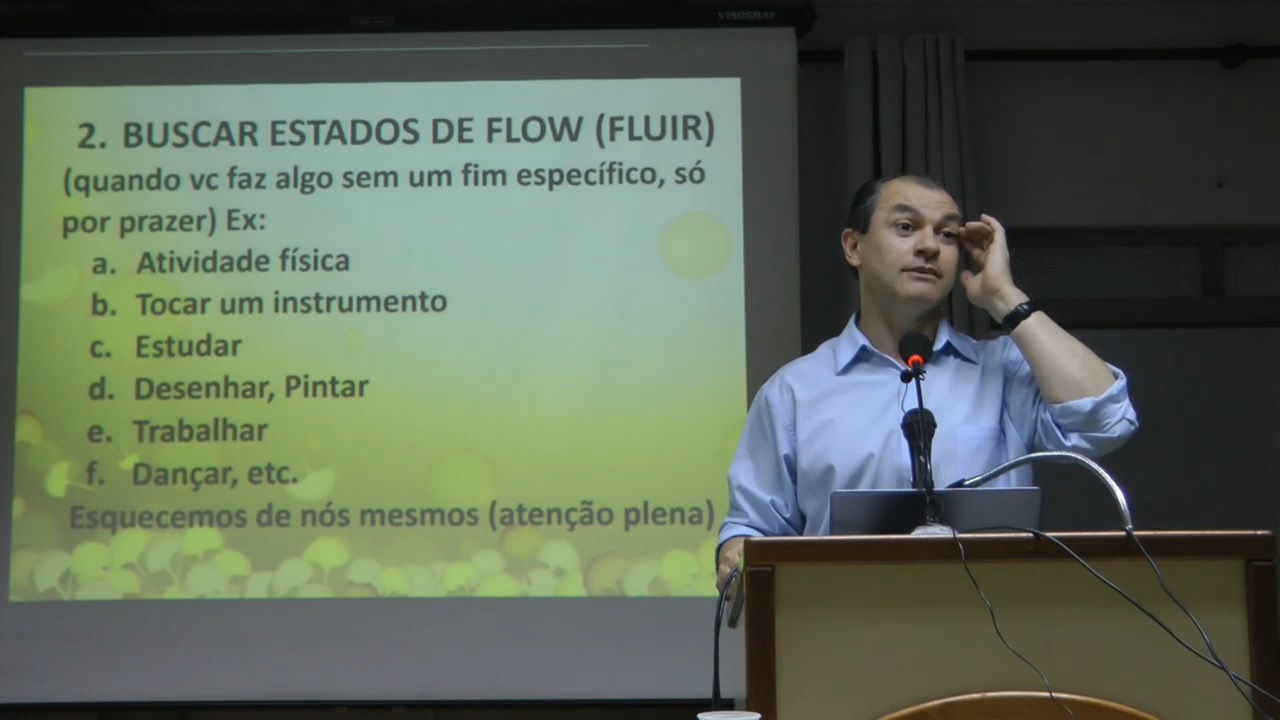 VISOGRAF
2. BUSCAR ESTADOS DE FLOW (FLUIR)
(quando vc faz algo sem um fim específico, só
por prazer) Ex:
a. Atividade física
b. Tocar um instrumento
c. Estudar
d. Desenhar, Pintar
e. Trabalhar
f. Dançar, etc.
Esquecemos de nós mesmos (atenção plena)